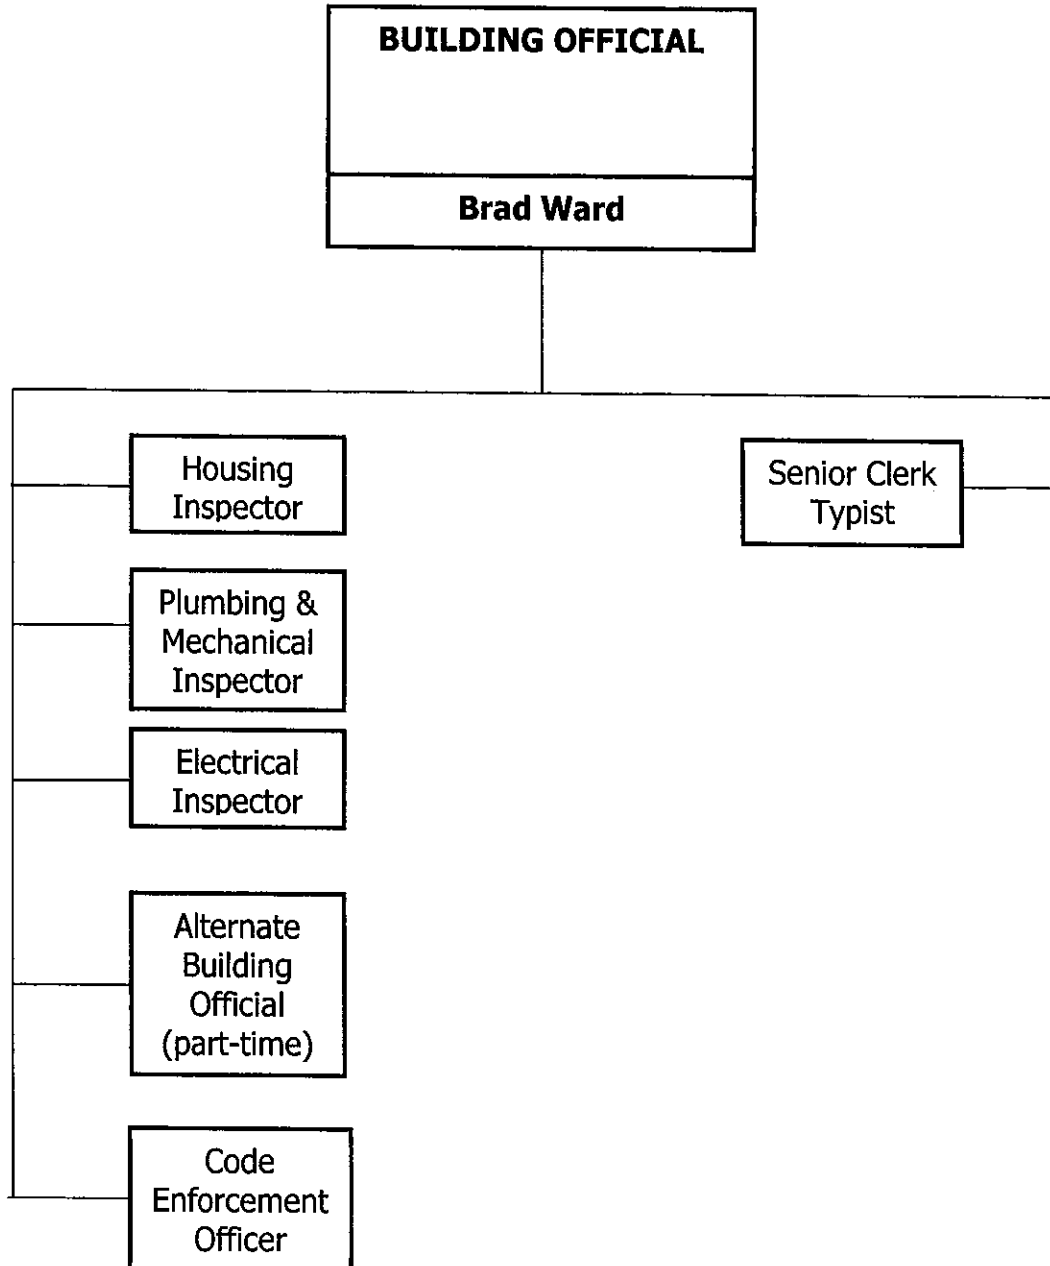 BUILDING OFFICIAL
Brad Ward
Housing
Inspector
Senior Clerk
Typist
Plumbing &
Mechanical
Inspector
Electrical
Inspector
Alternate
Building
Official
(part-time)
Code
Enforcement
Officer